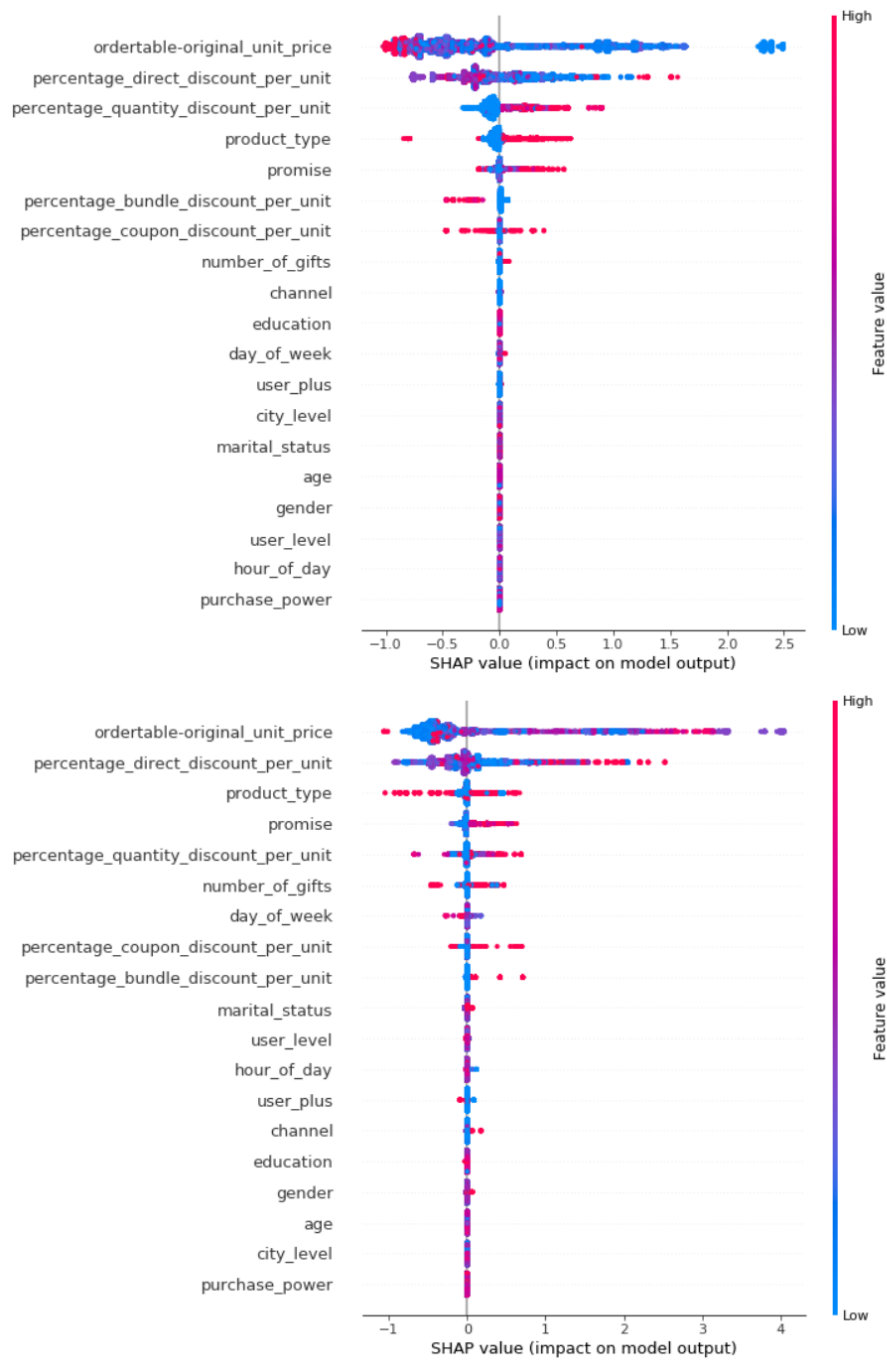 High
ordertable-original_unit_price
percentage_direct_discount_per_unit
percentage_quantity_discount_per_unit
product_type
promise
percentage_bundle_discount_per_unit
percentage_coupon_discount_per_unit
number_of_gifts
channel
education
day_of_week
user_plus
city_level
marital_status
age
gender
user_level
hour_of_day
purchase_power
Feature value
Low
−1.0 −0.5 0.0 0.5 1.0 1.5 2.0 2.5
SHAP value (impact on model output)
High
ordertable-original_unit_price
percentage_direct_discount_per_unit
product_type
promise
percentage_quantity_discount_per_unit
number_of_gifts
day_of_week
percentage_coupon_discount_per_unit
percentage_bundle_discount_per_unit
marital_status
user_level
hour_of_day
user_plus
channel
education
gender
age
city_level
purchase_power
Feature value
Low
−1 0 1 2 3 4
SHAP value (impact on model output)